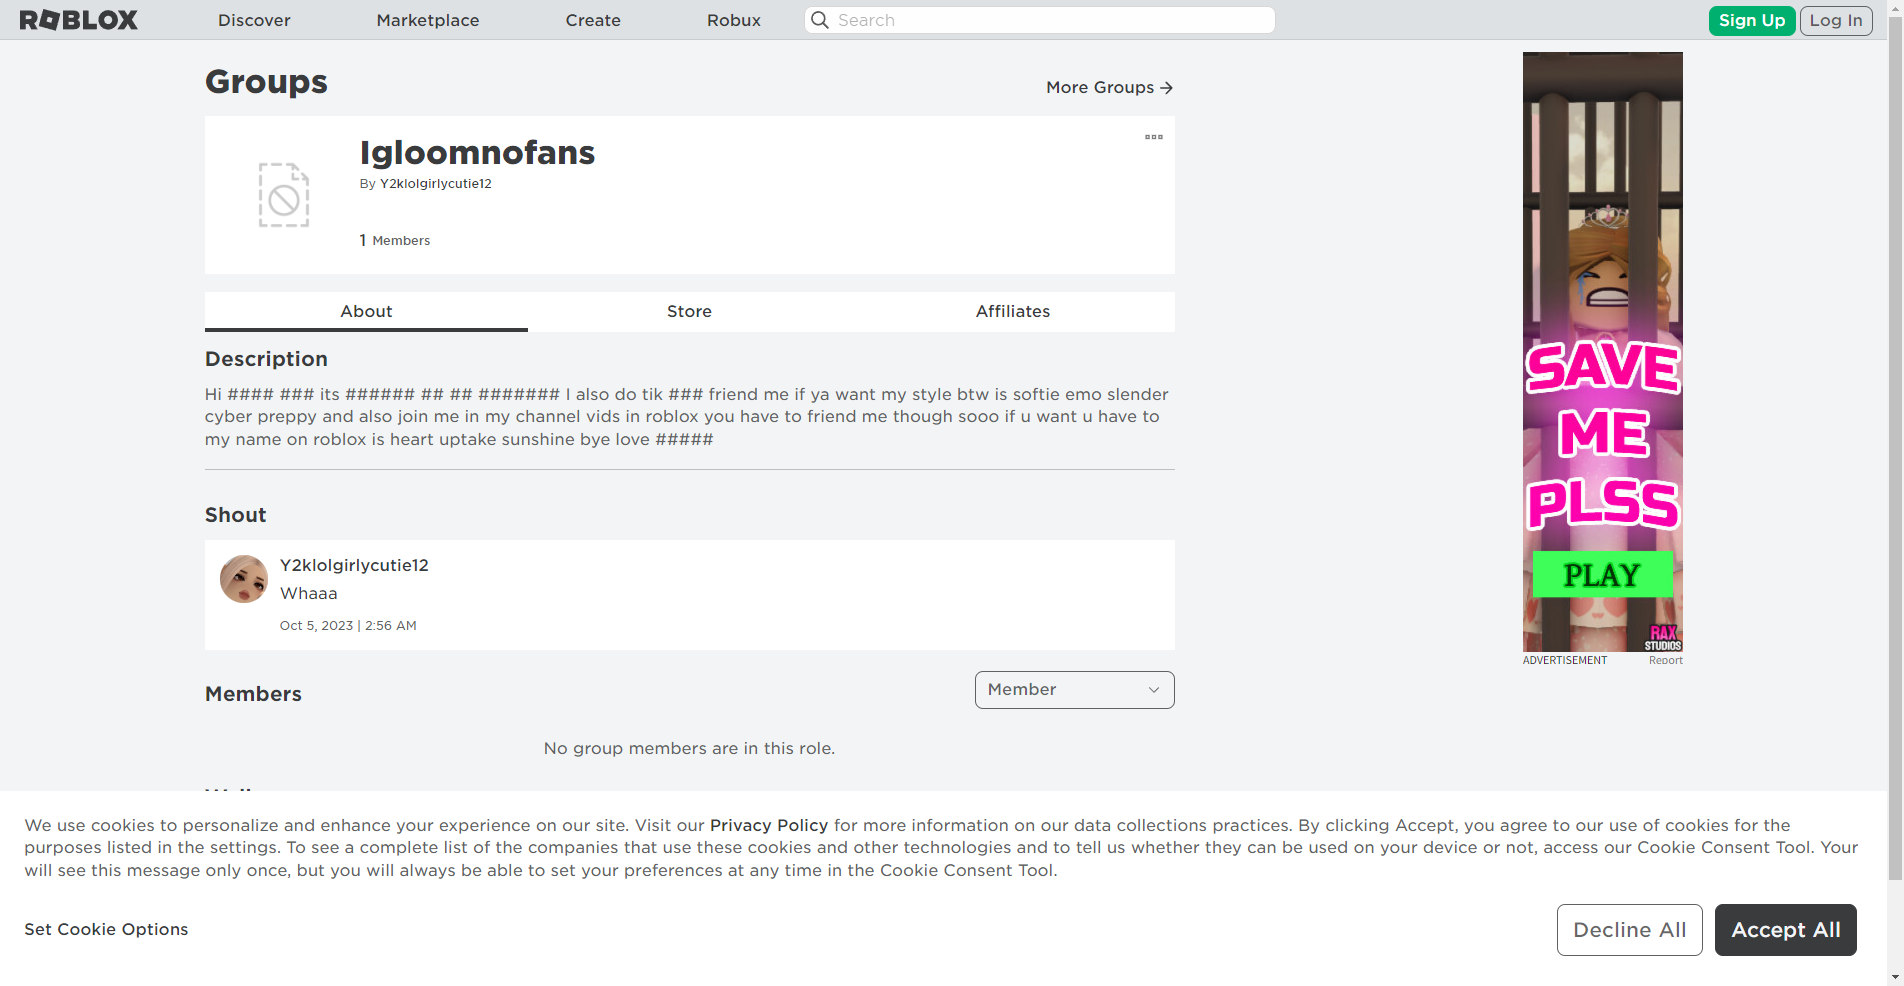 ROBLOX Discover Marketplace Create Robux Search Sign Up Log In
Groups
More Groups →
Igloomnofans
By Y2klolgirlycutie12
1 Members
About Store Affiliates
Description
Hi #### ### its ###### ## ## ####### I also do tik ### friend me if ya want my style btw is softie emo slender
cyber preppy and also join me in my channel vids in roblox you have to friend me though sooo if u want u have to
my name on roblox is heart uptake sunshine bye love #####
Shout
Y2klolgirlycutie12
Whaaa
Oct 5, 2023 | 2:56 AM
Members
Member
No group members are in this role.
SAVE
ME
PLSS
PLAY
RAX
STUDIOS
ADVERTISEMENT Report
We use cookies to personalize and enhance your experience on our site. Visit our Privacy Policy for more information on our data collections practices. By clicking Accept, you agree to our use of cookies for the
purposes listed in the settings. To see a complete list of the companies that use these cookies and other technologies and to tell us whether they can be used on your device or not, access our Cookie Consent Tool. Your
will see this message only once, but you will always be able to set your preferences at any time in the Cookie Consent Tool.
Set Cookie Options
Decline All
Accept All